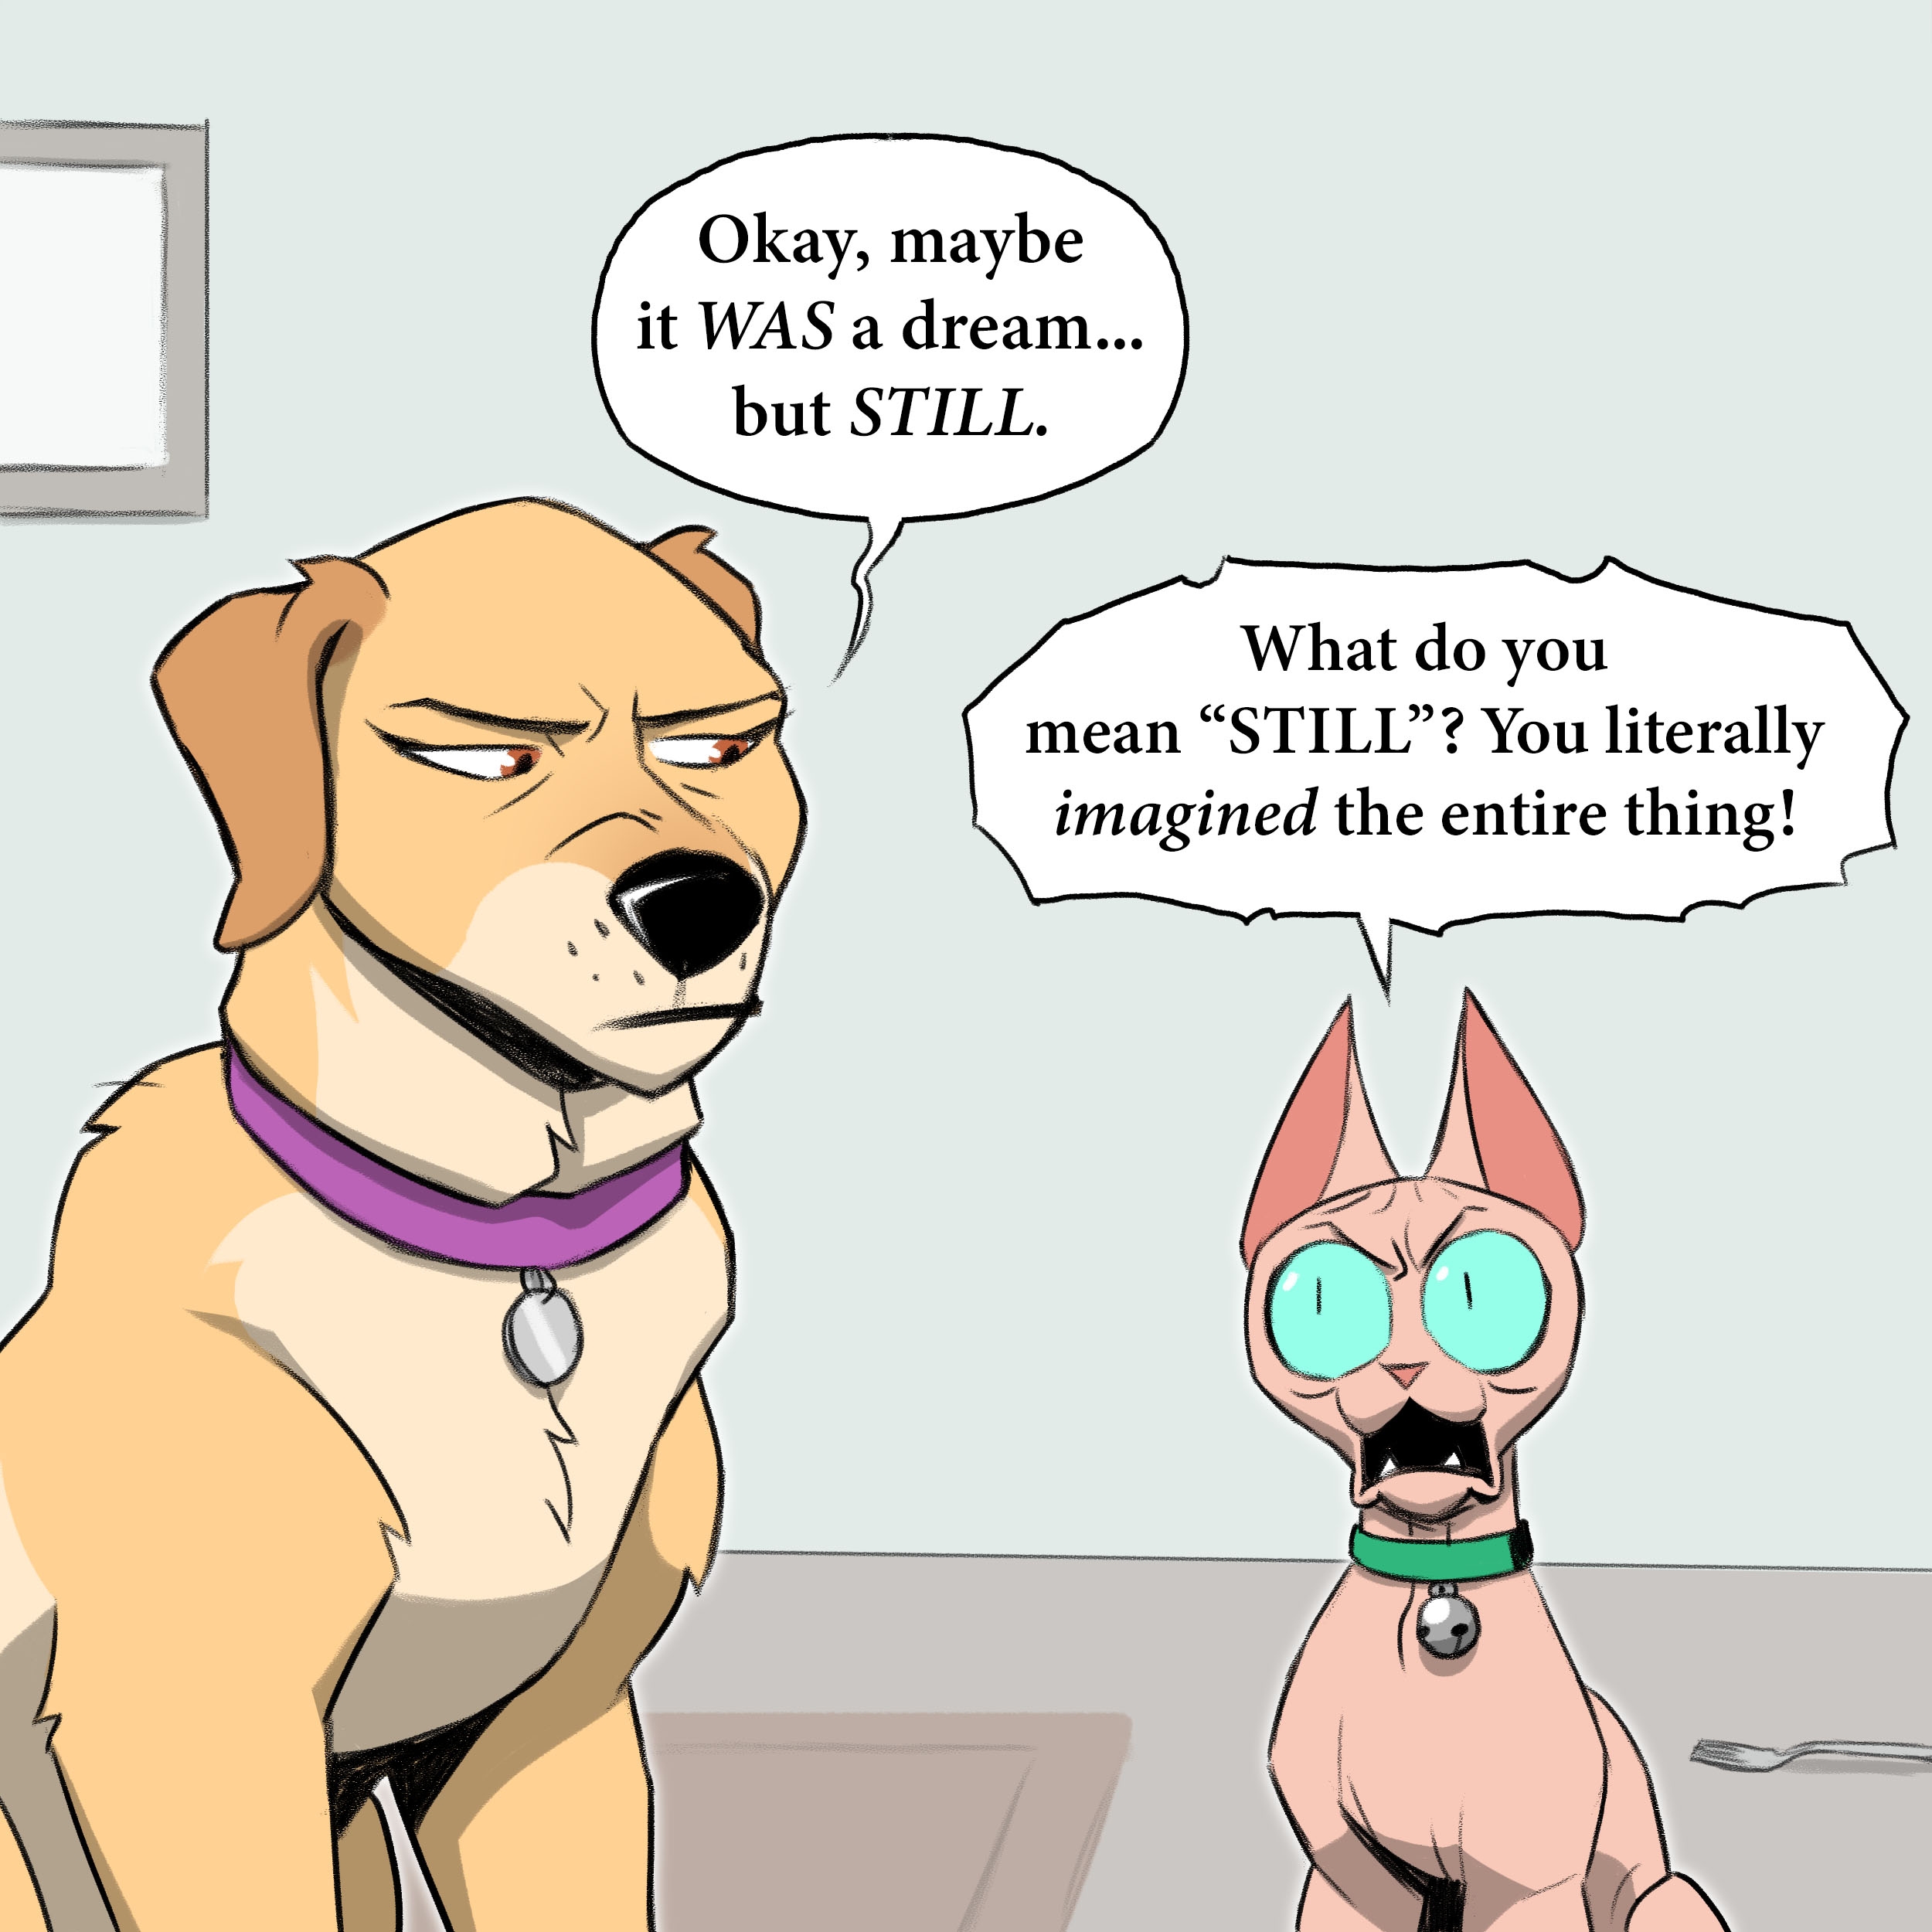 Okay, maybe
it WAS a dream...
but STILL.
What do you
mean “STILL”? You literally
imagined the entire thing!